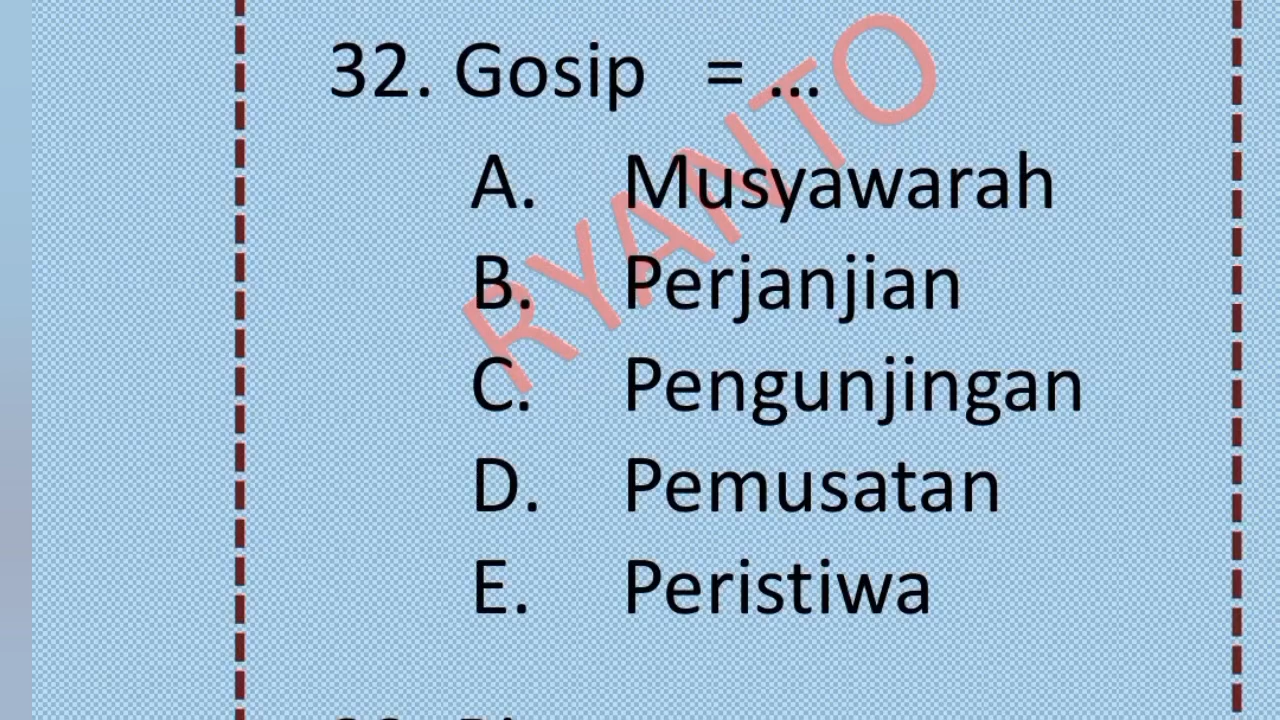 32. Gosip = ...
A. Musyawarah
B. Perjanjian
C. Pengunjingan
D. Pemusatan
E. Peristiwa
RYANTO